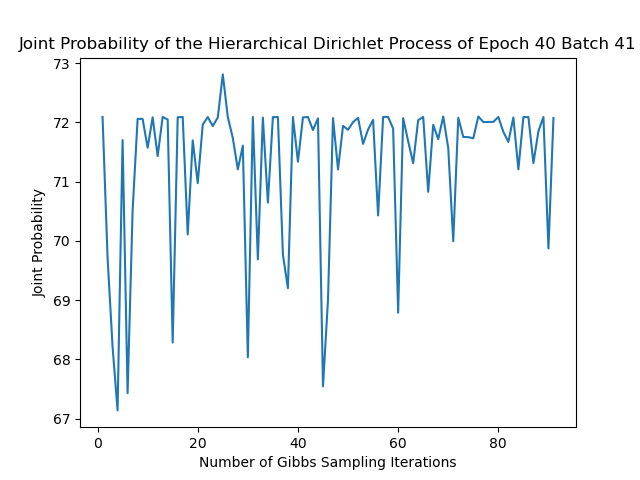 Joint Probability of the Hierarchical Dirichlet Process of Epoch 40 Batch 41
73
72
71
70
69
68
67
Joint Probability
0 20 40 60 80
Number of Gibbs Sampling Iterations